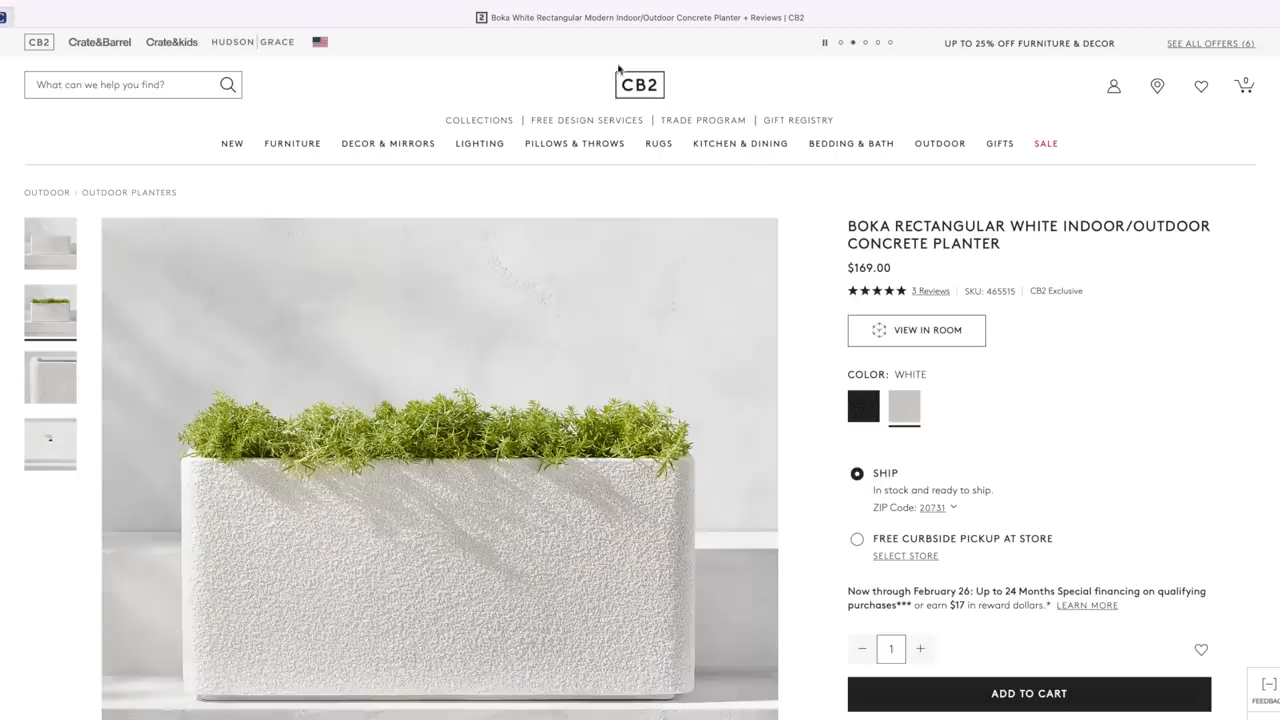 2 Boka White Rectangular Modern Indoor/Outdoor Concrete Planter + Reviews | CB2
CB2 Crate&Barrel Crate&kids HUDSON GRACE
UP TO 25% OFF FURNITURE & DECOR SEE ALL OFFERS (6)
What can we help you find?
CB2
0
COLLECTIONS | FREE DESIGN SERVICES | TRADE PROGRAM | GIFT REGISTRY
NEW FURNITURE DECOR & MIRRORS LIGHTING PILLOWS & THROWS RUGS KITCHEN & DINING BEDDING & BATH OUTDOOR GIFTS SALE
OUTDOOR / OUTDOOR PLANTERS
BOKA RECTANGULAR WHITE INDOOR/OUTDOOR
CONCRETE PLANTER
$169.00
3 Reviews | SKU: 465515 | CB2 Exclusive
VIEW IN ROOM
COLOR: WHITE
SHIP
In stock and ready to ship.
ZIP Code: 20731
FREE CURBSIDE PICKUP AT STORE
SELECT STORE
Now through February 26: Up to 24 Months Special financing on qualifying
purchases*** or earn $17 in reward dollars.* LEARN MORE
− 1 +
ADD TO CART